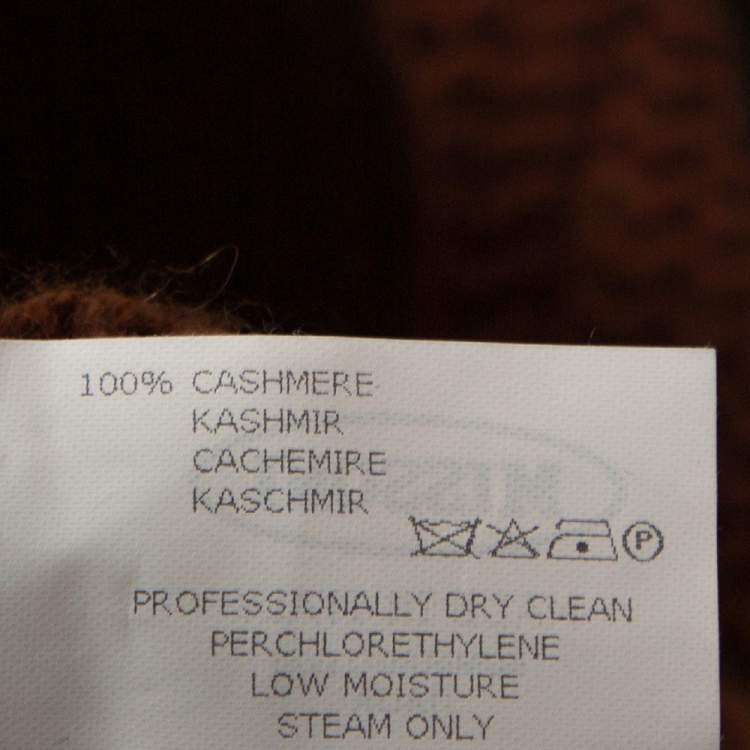 100% CASHMERE
KASHMIR
CACHEMIRE
KASCHMIR
P
PROFESSIONALLY DRY CLEAN
PERCHLORETHYLENE
LOW MOISTURE
STEAM ONLY